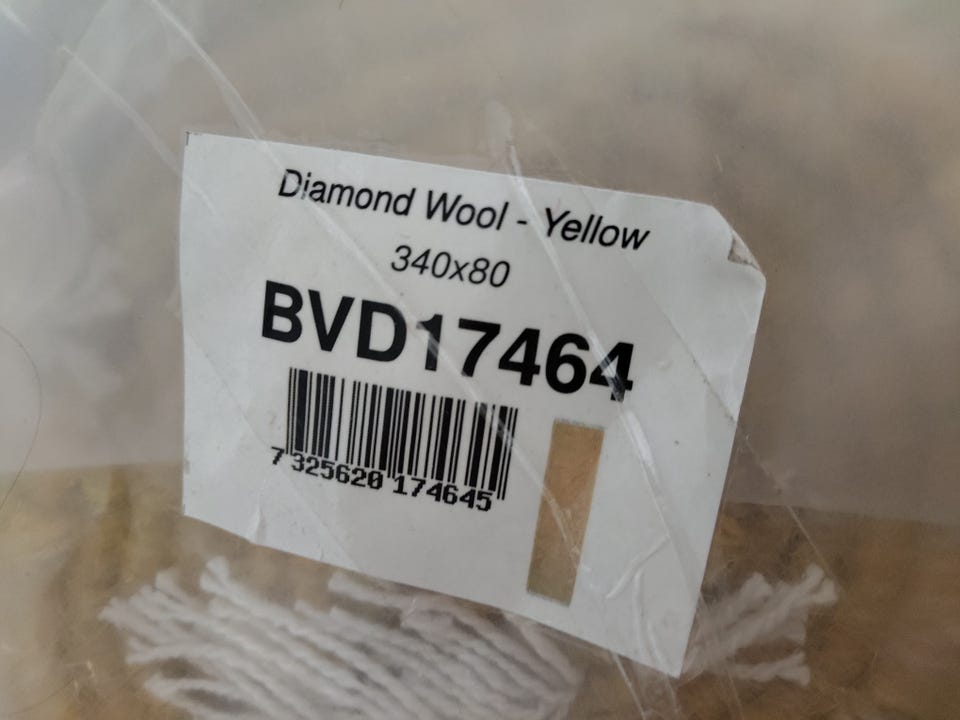 Diamond Wool - Yellow
340x80
BVD17464
7 325620 174645